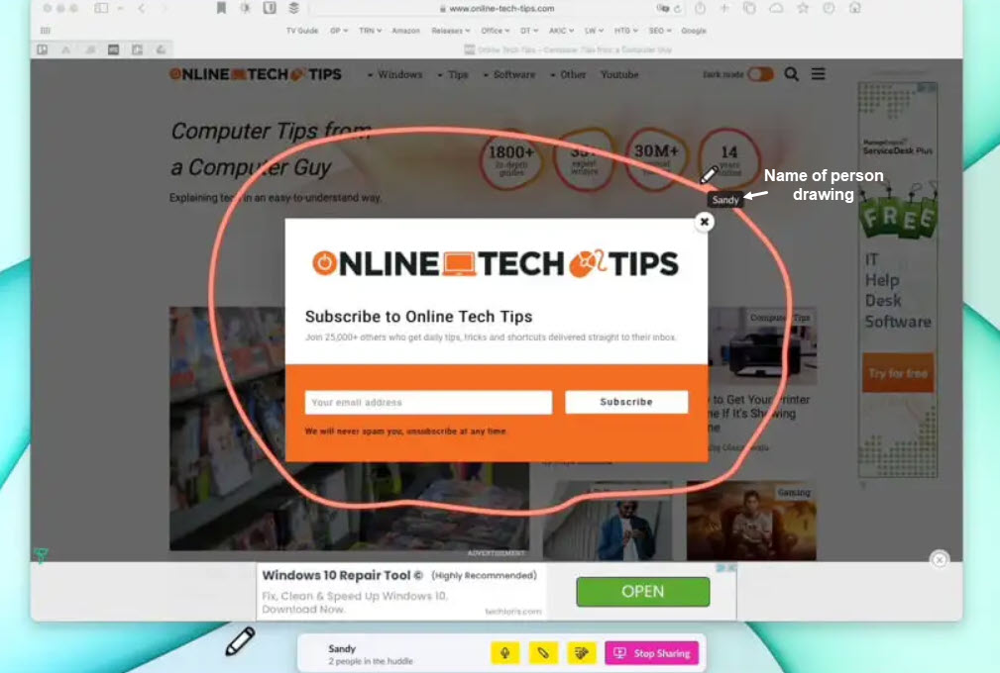 www.online-tech-tips.com
TV Guide GP TRN Amazon Releases Office DT AKIC LW HTG SEO Google
Online Tech Tips - Computer Tips from a Computer Guy
ONLINE TECH TIPS
Windows Tips Software Other Youtube
Dark mode
Computer Tips from
a Computer Guy
Explaining tech in an easy-to-understand way.
1800+
in-depth
guides
35+
expert
writers
30M+
annual
14
years
online
Name of person
drawing
Sandy
ManageEngine
ServiceDesk Plus
FREE
IT
Help
Desk
Software
Try for free
ONLINE TECH TIPS
Subscribe to Online Tech Tips
Join 25,000+ others who get daily tips, tricks and shortcuts delivered straight to their inbox.
Your email address
Subscribe
We will never spam you, unsubscribe at any time.
Computer Tips
to Get Your Printer
ne If It's Showing
ne
Gaming
ADVERTISEMENT
Windows 10 Repair Tool © (Highly Recommended)
Fix, Clean & Speed Up Windows 10.
Download Now.
techloris.com
OPEN
Sandy
2 people in the huddle
Stop Sharing